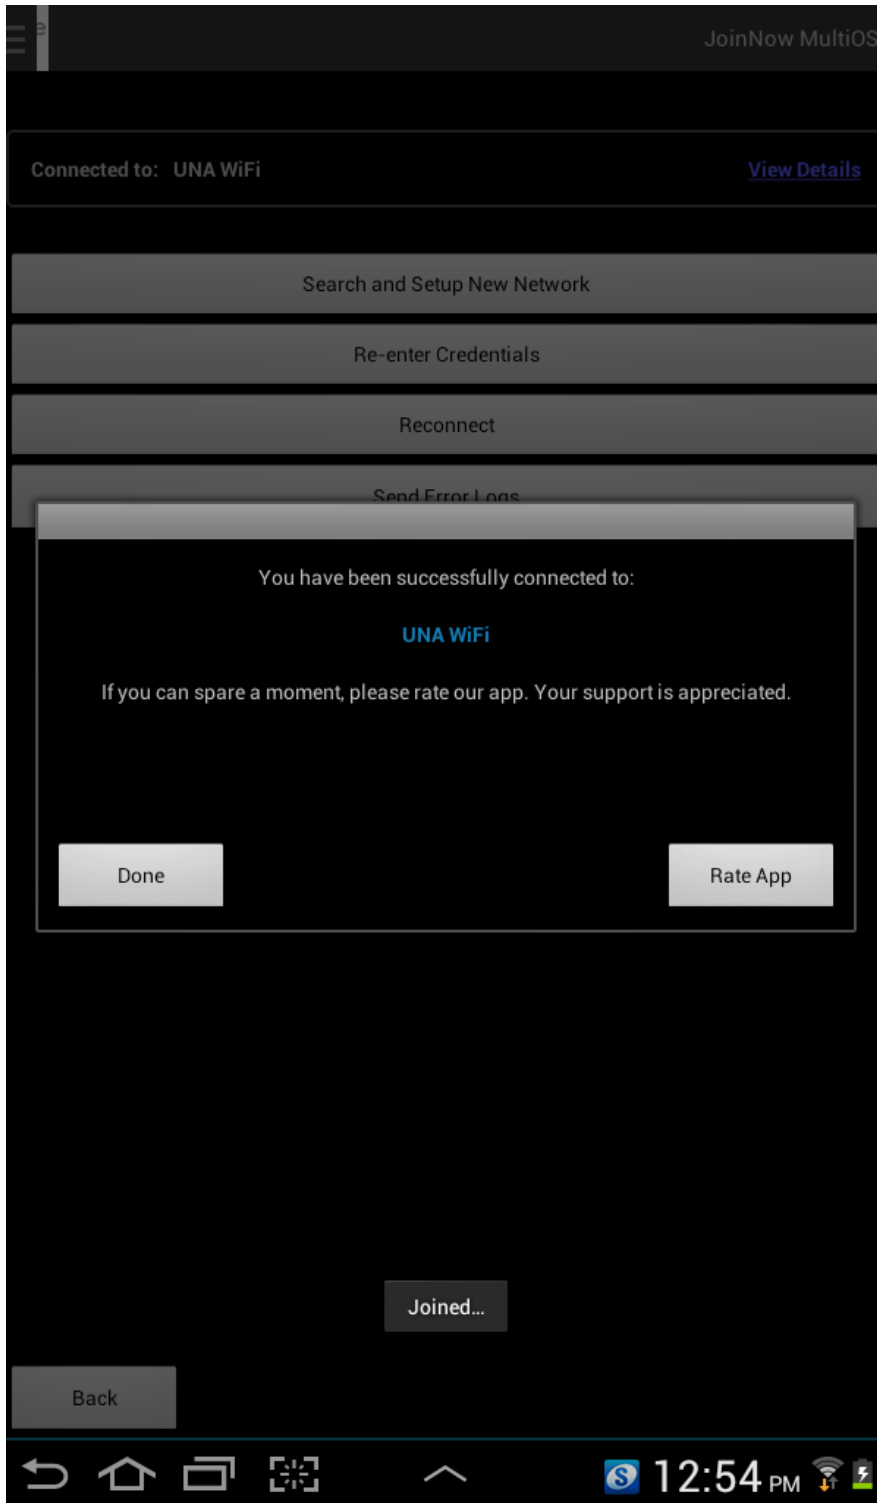 e
JoinNow MultiOS
Connected to: UNA WiFi
View Details
Search and Setup New Network
Re-enter Credentials
Reconnect
Send Error Logs
You have been successfully connected to:
UNA WiFi
If you can spare a moment, please rate our app. Your support is appreciated.
Done
Rate App
Joined...
Back
S
12:54 PM